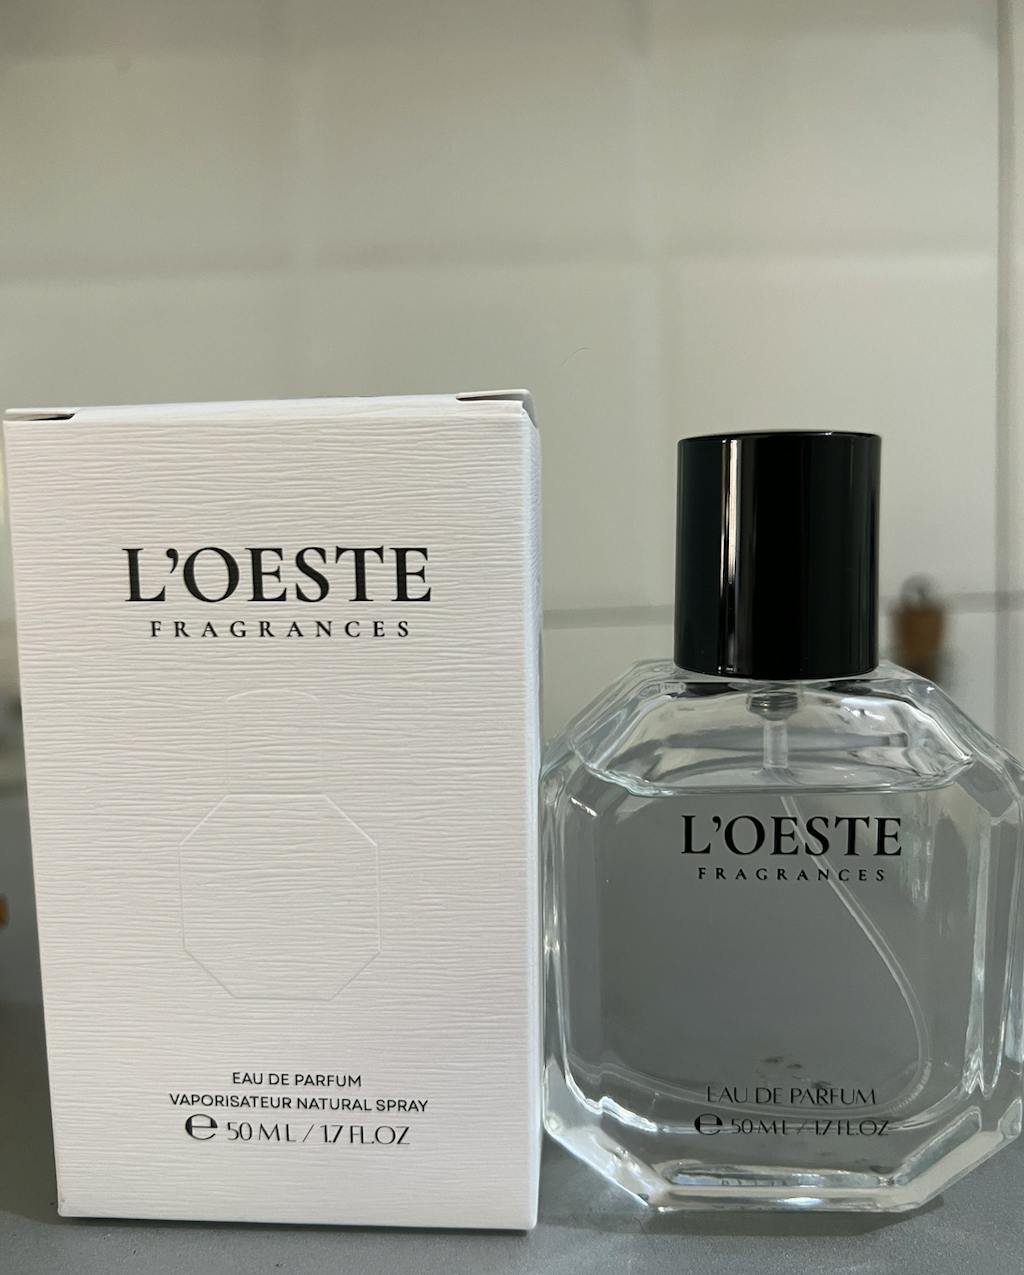 L'OESTE
FRAGRANCES
EAU DE PARFUM
VAPORISATEUR NATURAL SPRAY
℮ 50 ML / 1.7 FL.OZ
L'OESTE
FRAGRANCES
EAU DE PARFUM
℮ 50 ML / 1.7 FL.OZ